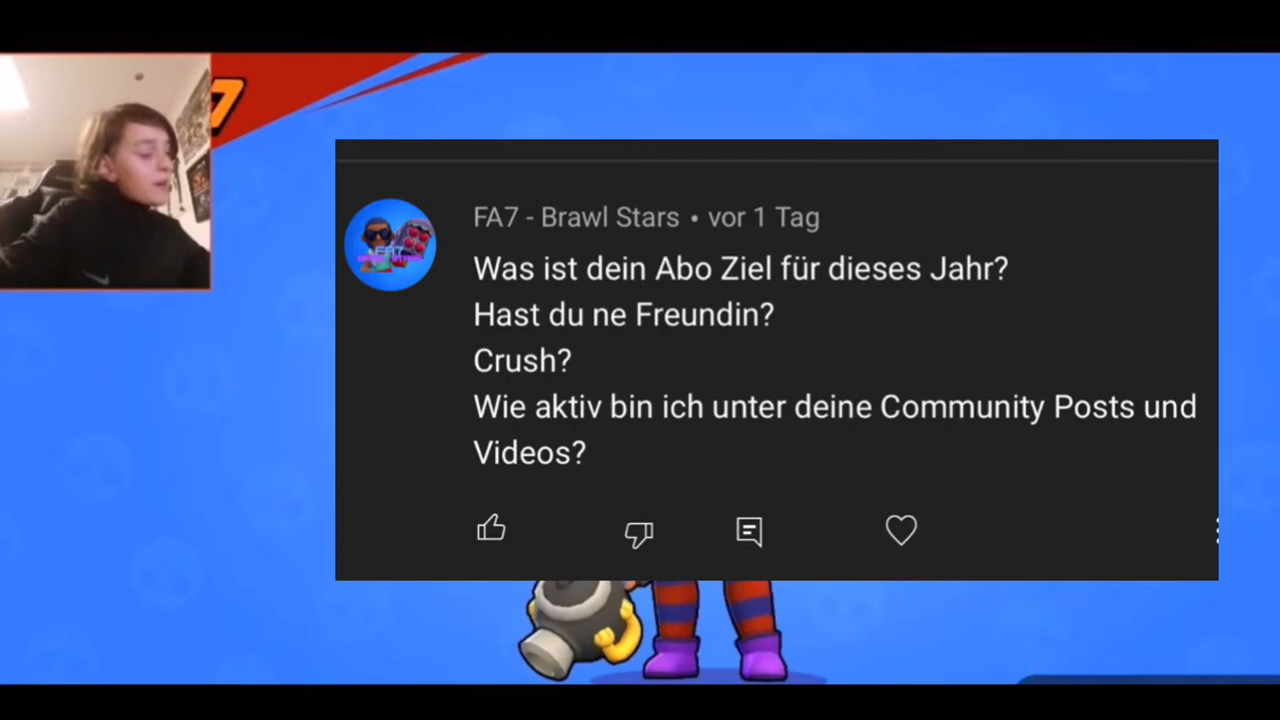 7
FA7 - Brawl Stars • vor 1 Tag
Was ist dein Abo Ziel für dieses Jahr?
Hast du ne Freundin?
Crush?
Wie aktiv bin ich unter deine Community Posts und
Videos?